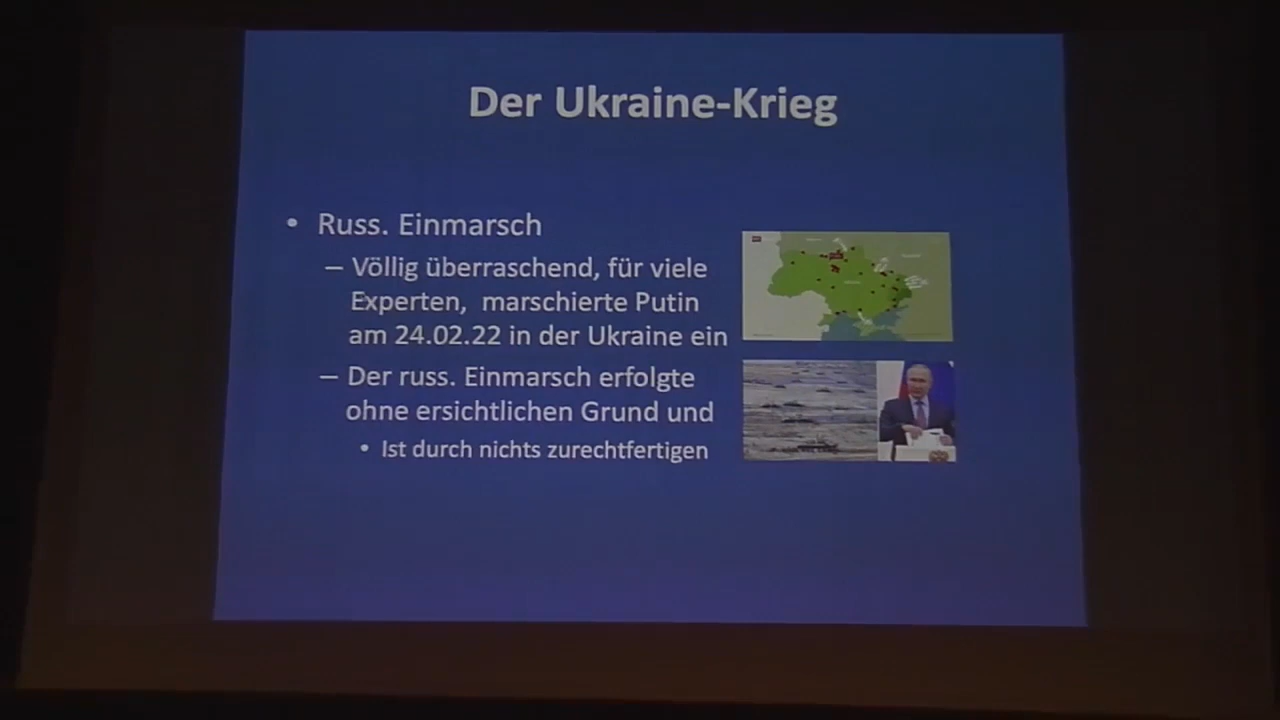 Der Ukraine-Krieg
• Russ. Einmarsch
– Völlig überraschend, für viele
Experten, marschierte Putin
am 24.02.22 in der Ukraine ein
– Der russ. Einmarsch erfolgte
ohne ersichtlichen Grund und
• Ist durch nichts zurechtfertigen